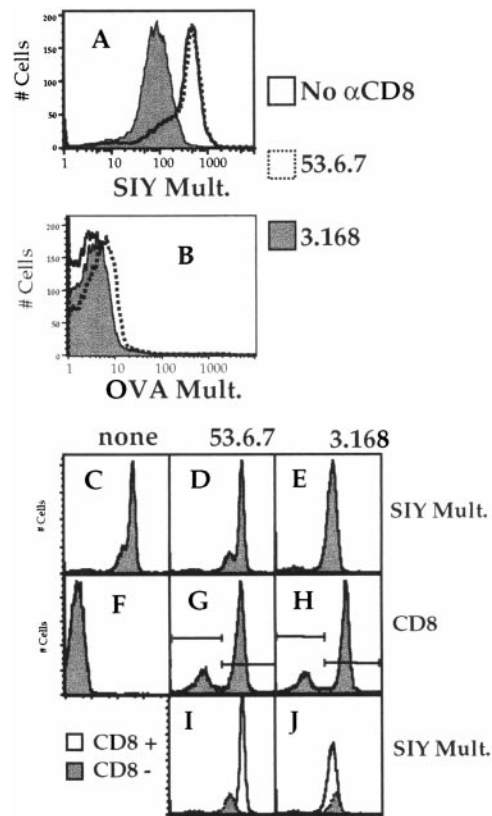 A
# Cells
200
150
100
50
0
1 10 100 1000
SIY Mult.
No αCD8
53.6.7
3.168
B
# Cells
200
150
100
50
0
1 10 100 1000
OVA Mult.
none 53.6.7 3.168
C D E
# Cells
SIY Mult.
F G H
# Cells
CD8
I J
CD8 +
CD8 -
SIY Mult.